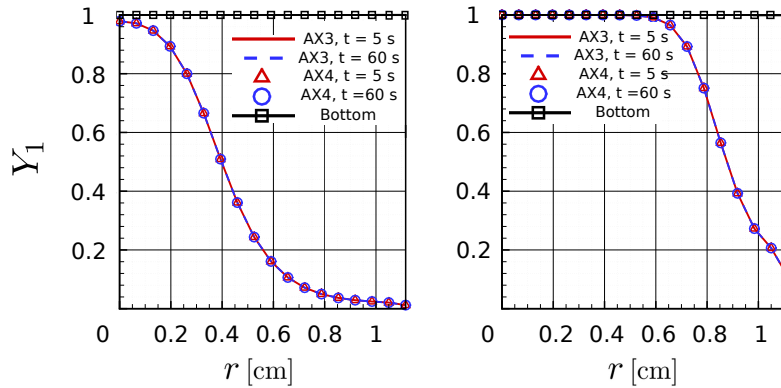 1
0.8
0.6
0.4
0.2
0
0.2
0.4
0.6
0.8
1
Y1
r [cm]
AX3, t = 5 s
AX3, t = 60 s
AX4, t = 5 s
AX4, t =60 s
Bottom
1
0.8
0.6
0.4
0.2
0
0.2
0.4
0.6
0.8
1
r [cm]
AX3, t = 5 s
AX3, t = 60 s
AX4, t = 5 s
AX4, t =60 s
Bottom